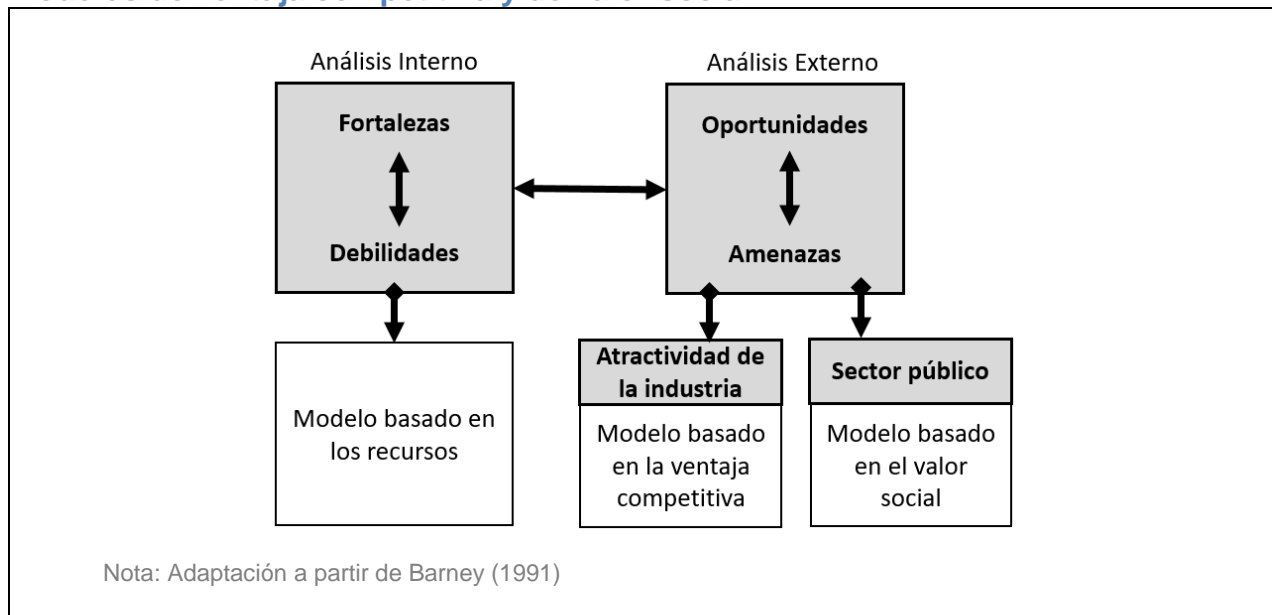 Análisis Interno
Análisis Externo
Fortalezas
Debilidades
Oportunidades
Amenazas
Modelo basado en
los recursos
Atractividad de
la industria
Modelo basado
en la ventaja
competitiva
Sector público
Modelo basado
en el valor
social
Nota: Adaptación a partir de Barney (1991)